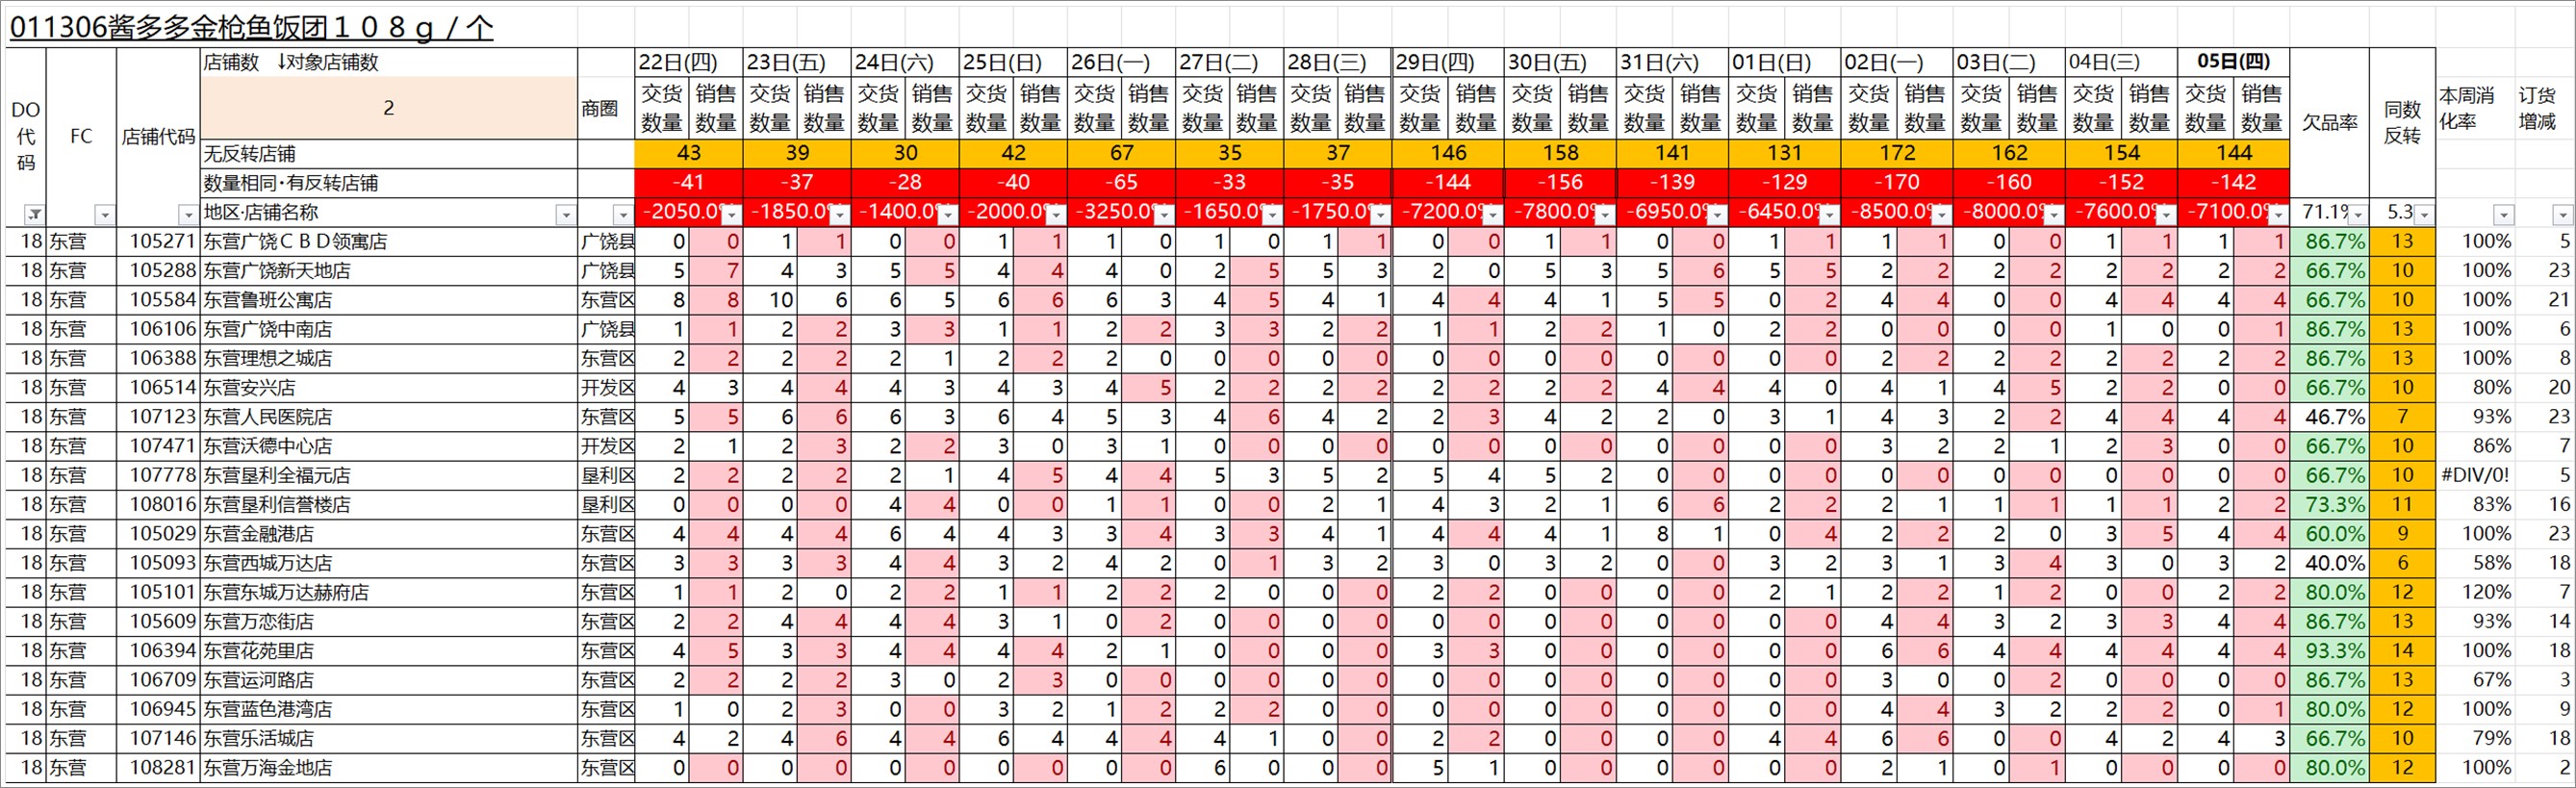 011306酱多多金枪鱼饭团１０８ｇ／个
店铺数 ↓对象店铺数 22日(四) 23日(五) 24日(六) 25日(日) 26日(一) 27日(二) 28日(三) 29日(四) 30日(五) 31日(六) 01日(日) 02日(一) 03日(二) 04日(三) 05日(四)
DO代码 FC 店铺代码 2 商圈 交货数量 销售数量 交货数量 销售数量 交货数量 销售数量 交货数量 销售数量 交货数量 销售数量 交货数量 销售数量 交货数量 销售数量 交货数量 销售数量 交货数量 销售数量 交货数量 销售数量 交货数量 销售数量 交货数量 销售数量 交货数量 销售数量 交货数量 销售数量 交货数量 销售数量 欠品率 同数反转 本周消化率 订货增减
无反转店铺 43 39 30 42 67 35 37 146 158 141 131 172 162 154 144
数量相同·有反转店铺 -41 -37 -28 -40 -65 -33 -35 -144 -156 -139 -129 -170 -160 -152 -142
地区·店铺名称 -2050.0% -1850.0% -1400.0% -2000.0% -3250.0% -1650.0% -1750.0% -7200.0% -7800.0% -6950.0% -6450.0% -8500.0% -8000.0% -7600.0% -7100.0% 71.1% 5.3
18 东营 105271 东营广饶ＣＢＤ领寓店 广饶县 0 0 1 1 0 0 1 1 1 0 1 0 1 1 0 0 1 1 0 0 1 1 1 1 0 0 1 1 1 1 86.7% 13 100% 5
18 东营 105288 东营广饶新天地店 广饶县 5 7 4 3 5 5 4 4 4 0 2 5 5 3 2 0 5 3 5 6 5 5 2 2 2 2 2 2 2 2 66.7% 10 100% 23
18 东营 105584 东营鲁班公寓店 东营区 8 8 10 6 6 5 6 6 6 3 4 5 4 1 4 4 4 1 5 5 0 2 4 4 0 0 4 4 4 4 66.7% 10 100% 21
18 东营 106106 东营广饶中南店 广饶县 1 1 2 2 3 3 1 1 2 2 3 3 2 2 1 1 2 2 1 0 2 2 0 0 0 0 1 0 0 1 86.7% 13 100% 6
18 东营 106388 东营理想之城店 东营区 2 2 2 2 2 1 2 2 2 0 0 0 0 0 0 0 0 0 0 0 0 0 2 2 2 2 2 2 2 2 86.7% 13 100% 8
18 东营 106514 东营安兴店 开发区 4 3 4 4 4 3 4 3 4 5 2 2 2 2 2 2 2 2 4 4 4 0 4 1 4 5 2 2 0 0 66.7% 10 80% 20
18 东营 107123 东营人民医院店 东营区 5 5 6 6 6 3 6 4 5 3 4 6 4 2 2 3 4 2 2 0 3 1 4 3 2 2 4 4 4 4 46.7% 7 93% 23
18 东营 107471 东营沃德中心店 开发区 2 1 2 3 2 2 3 0 3 1 0 0 0 0 0 0 0 0 0 0 0 0 3 2 2 1 2 3 0 0 66.7% 10 86% 7
18 东营 107778 东营垦利全福元店 垦利区 2 2 2 2 2 1 4 5 4 4 5 3 5 2 5 4 5 2 0 0 0 0 0 0 0 0 0 0 0 0 66.7% 10 #DIV/0! 5
18 东营 108016 东营垦利信誉楼店 垦利区 0 0 0 0 4 4 0 0 1 1 0 0 2 1 4 3 2 1 6 6 2 2 2 1 1 1 1 1 2 2 73.3% 11 83% 16
18 东营 105029 东营金融港店 东营区 4 4 4 4 6 4 4 3 3 4 3 3 4 1 4 4 4 1 8 1 0 4 2 2 2 0 3 5 4 4 60.0% 9 100% 23
18 东营 105093 东营西城万达店 东营区 3 3 3 3 4 4 3 2 4 2 0 1 3 2 3 0 3 2 0 0 3 2 3 1 3 4 3 0 3 2 40.0% 6 58% 18
18 东营 105101 东营东城万达赫府店 东营区 1 1 2 0 2 2 1 1 2 2 2 0 0 0 2 2 0 0 0 0 2 1 2 2 1 2 0 0 2 2 80.0% 12 120% 7
18 东营 105609 东营万恋街店 东营区 2 2 4 4 4 4 3 1 0 2 0 0 0 0 0 0 0 0 0 0 0 0 4 4 3 2 3 3 4 4 86.7% 13 93% 14
18 东营 106394 东营花苑里店 东营区 4 5 3 3 4 4 4 4 2 1 0 0 0 0 3 3 0 0 0 0 0 0 6 6 4 4 4 4 4 4 93.3% 14 100% 18
18 东营 106709 东营运河路店 东营区 2 2 2 2 3 0 2 3 0 0 0 0 0 0 0 0 0 0 0 0 0 0 3 0 0 2 0 0 0 0 86.7% 13 67% 3
18 东营 106945 东营蓝色港湾店 东营区 1 0 2 3 0 0 3 2 1 2 2 2 0 0 0 0 0 0 0 0 0 0 4 4 3 2 2 2 0 1 80.0% 12 100% 9
18 东营 107146 东营乐活城店 东营区 4 2 4 6 4 4 6 4 4 4 4 1 0 0 2 2 0 0 0 0 4 4 6 6 0 0 4 2 4 3 66.7% 10 79% 18
18 东营 108281 东营万海金地店 东营区 0 0 0 0 0 0 0 0 0 0 6 0 0 0 5 1 0 0 0 0 0 0 2 1 0 1 0 0 0 0 80.0% 12 100% 2